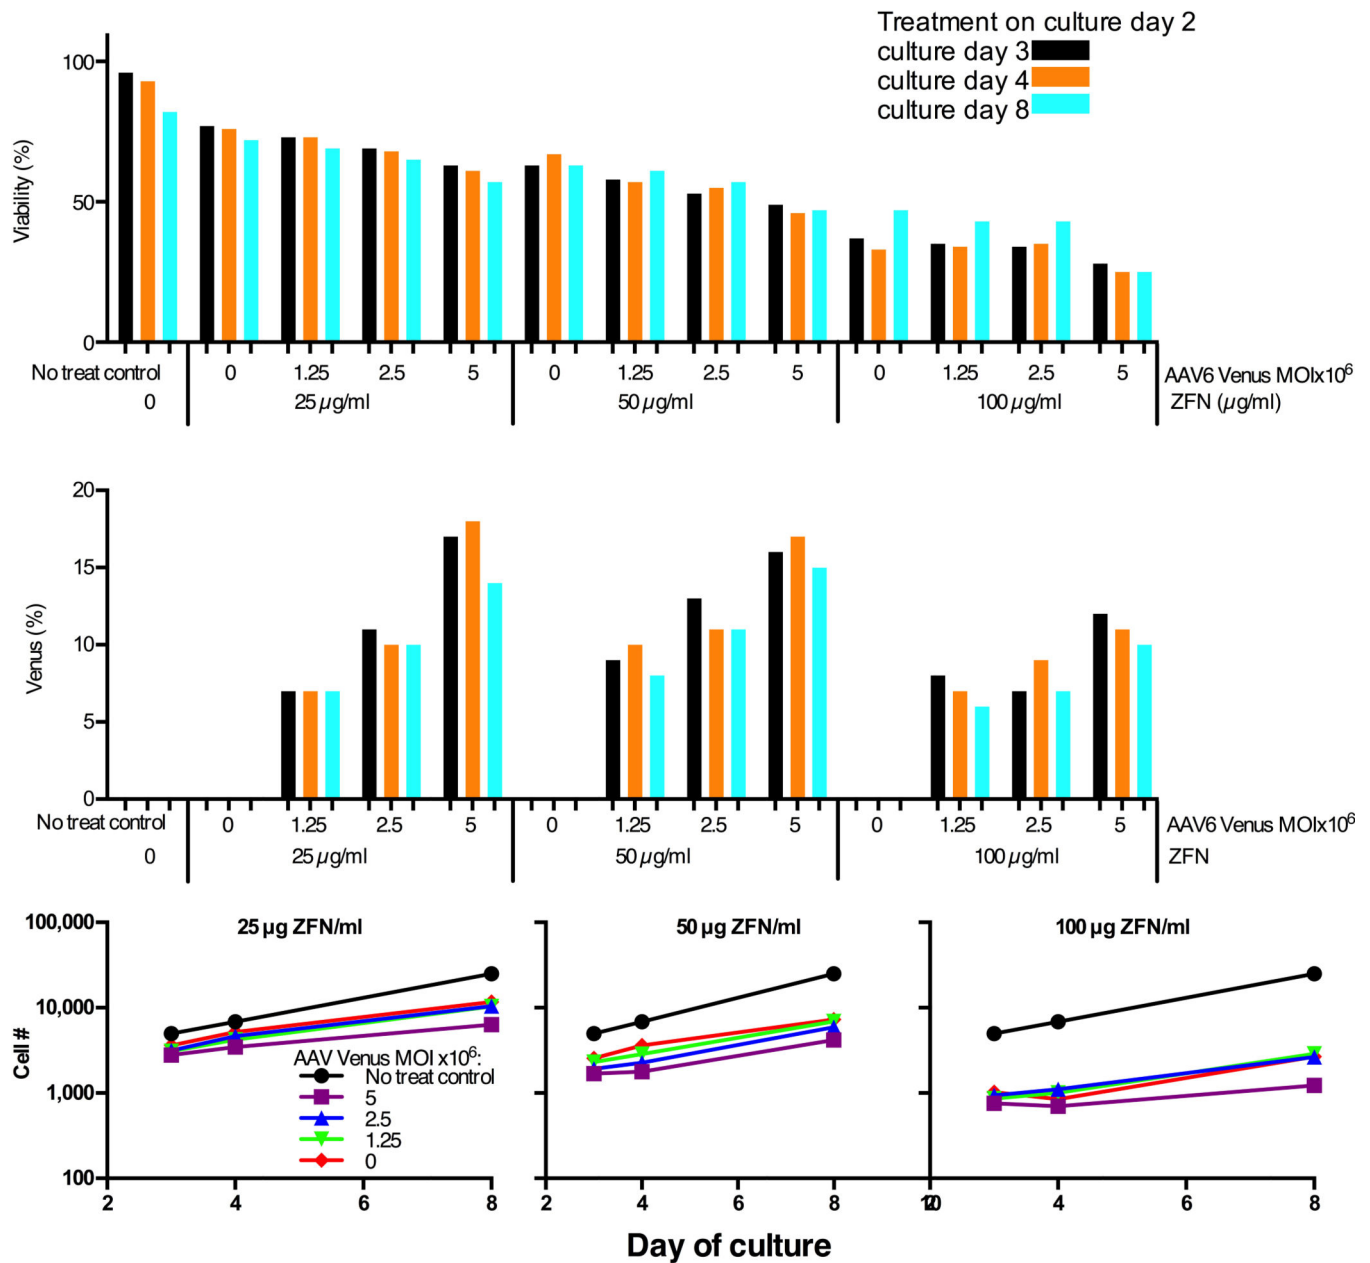 Treatment on culture day 2
culture day 3
culture day 4
culture day 8
Viability (%)
100
50
0
No treat control 0 1.25 2.5 5 0 1.25 2.5 5 0 1.25 2.5 5 AAV6 Venus MOIx10⁶
0 25 µg/ml 50 µg/ml 100 µg/ml ZFN (µg/ml)
Venus (%)
20
15
10
5
0
No treat control 0 1.25 2.5 5 0 1.25 2.5 5 0 1.25 2.5 5 AAV6 Venus MOIx10⁶
0 25 µg/ml 50 µg/ml 100 µg/ml ZFN
Cell #
100,000
10,000
1,000
100
25 µg ZFN/ml 50 µg ZFN/ml 100 µg ZFN/ml
AAV Venus MOI x10⁶:
No treat control
5
2.5
1.25
0
2 4 6 8 2 4 6 8 10 2 4 6 8
Day of culture